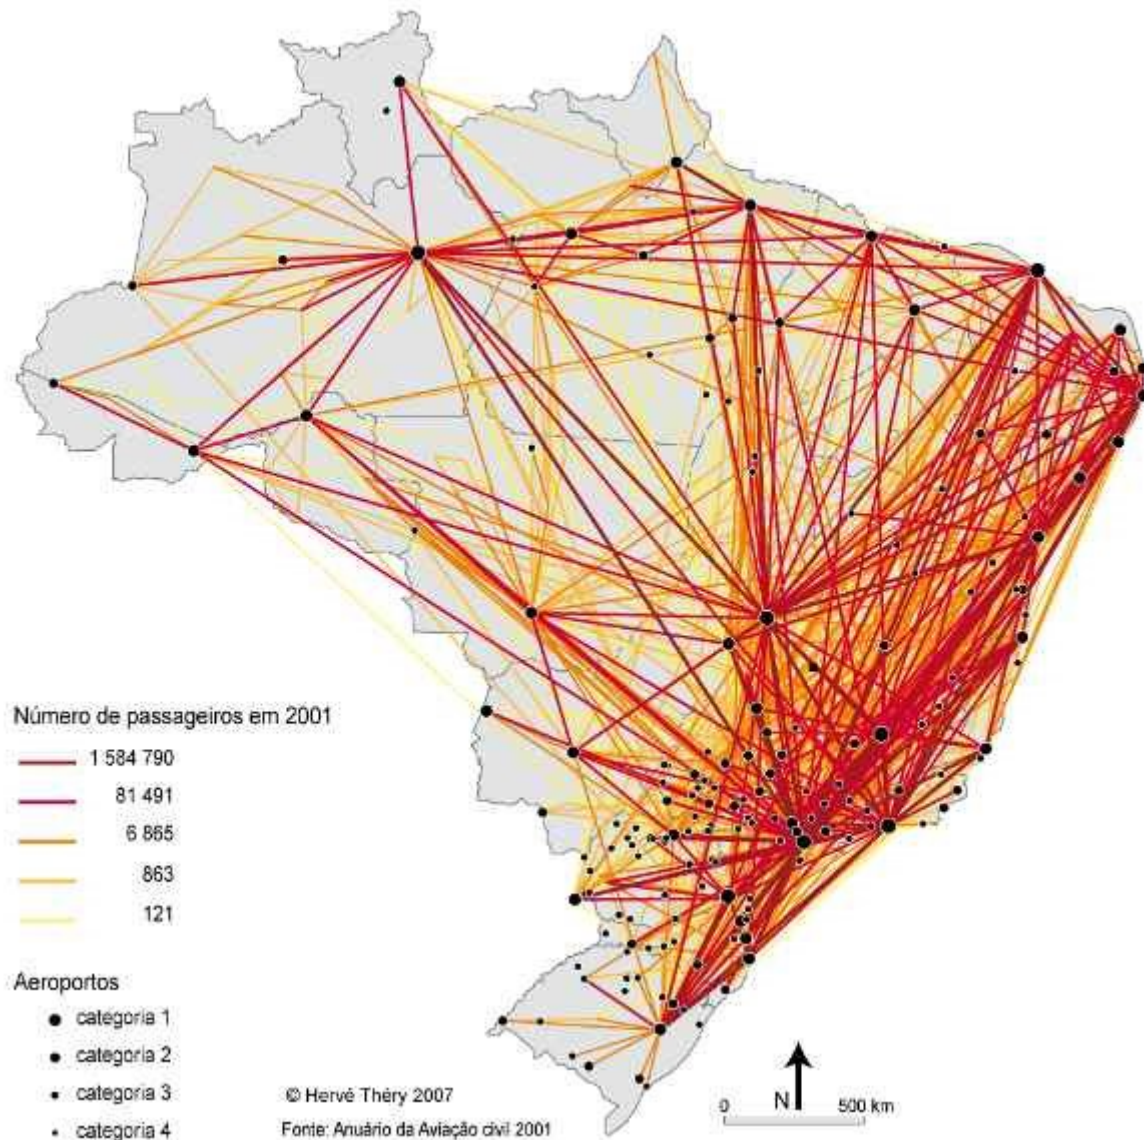 Número de passageiros em 2001
1 584 790
81 491
6 865
863
121
Aeroportos
categoria 1
categoria 2
categoria 3
categoria 4
© Hervé Théry 2007
Fonte: Anuário da Aviação civil 2001
N
0 500 km